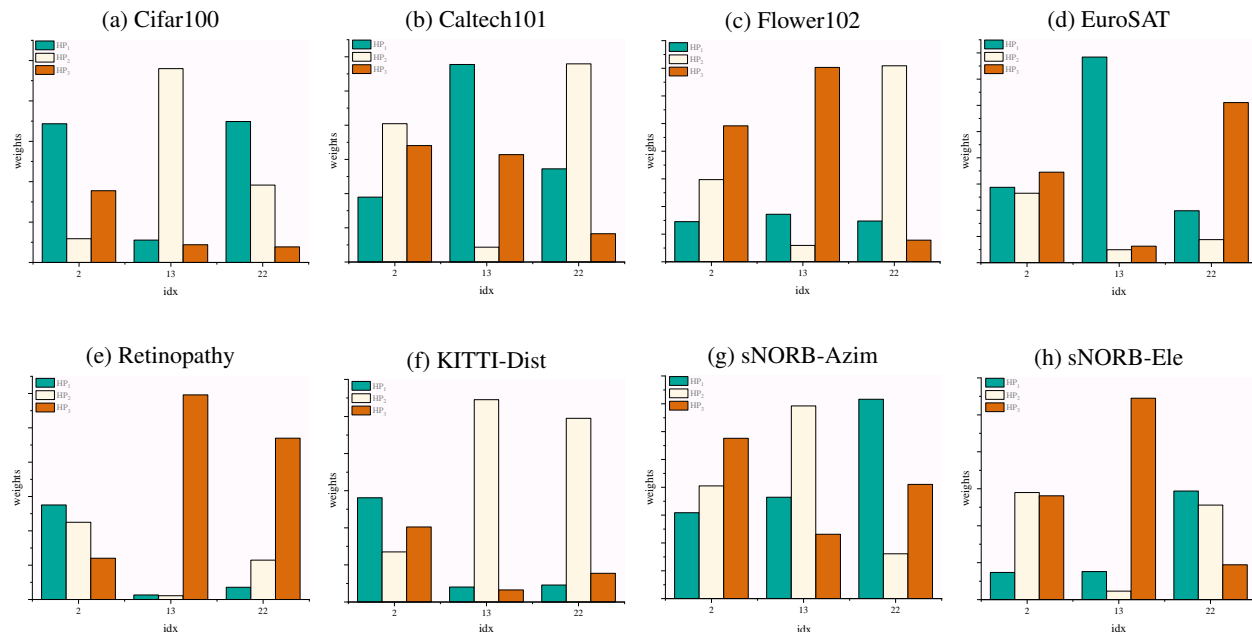 (a) Cifar100
HP1
HP2
HP3
weights
2
13
22
idx
(b) Caltech101
HP1
HP2
HP3
weights
2
13
22
idx
(c) Flower102
HP1
HP2
HP3
weights
2
13
22
idx
(d) EuroSAT
HP1
HP2
HP3
weights
2
13
22
idx
(e) Retinopathy
HP1
HP2
HP3
weights
2
13
22
idx
(f) KITTI-Dist
HP1
HP2
HP3
weights
2
13
22
idx
(g) sNORB-Azim
HP1
HP2
HP3
weights
2
13
22
idx
(h) sNORB-Ele
HP1
HP2
HP3
weights
2
13
22
idx